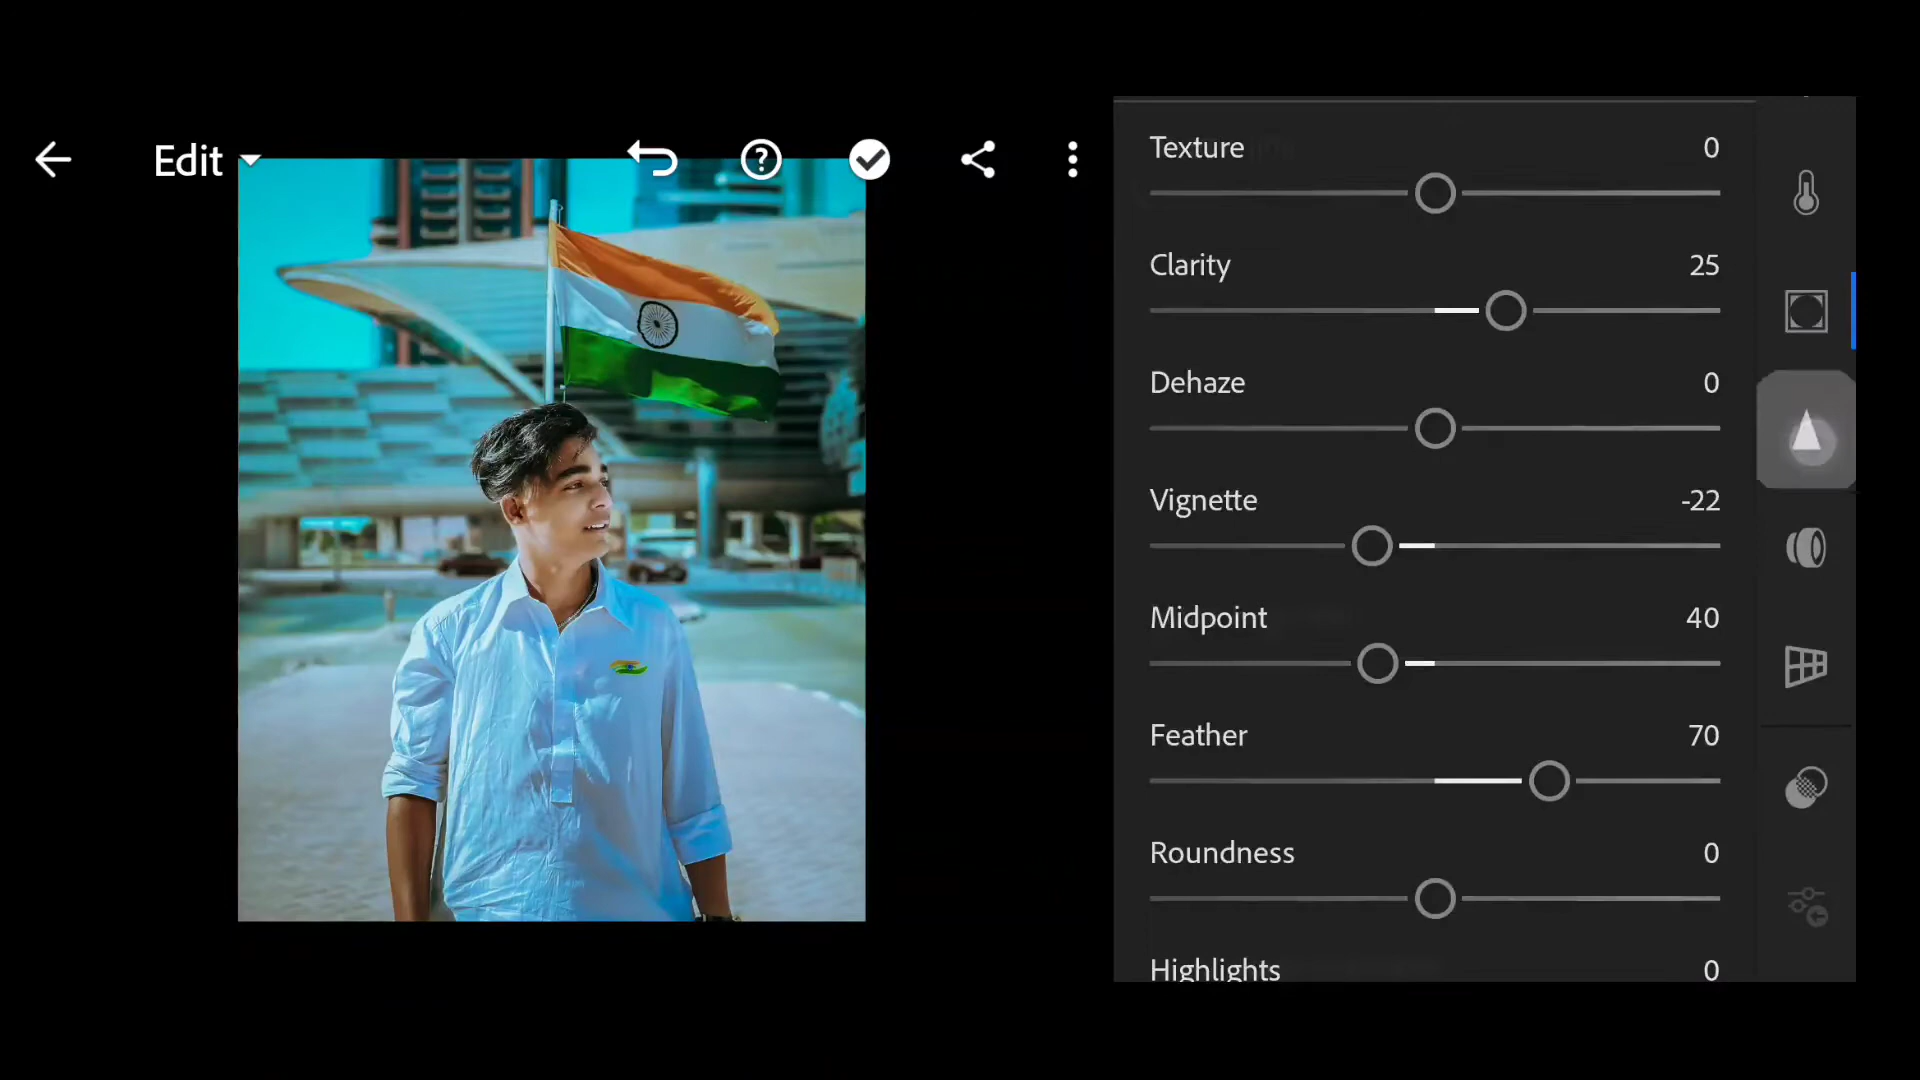 Edit
Texture 0
Clarity 25
Dehaze 0
Vignette -22
Midpoint 40
Feather 70
Roundness 0
Highlights 0